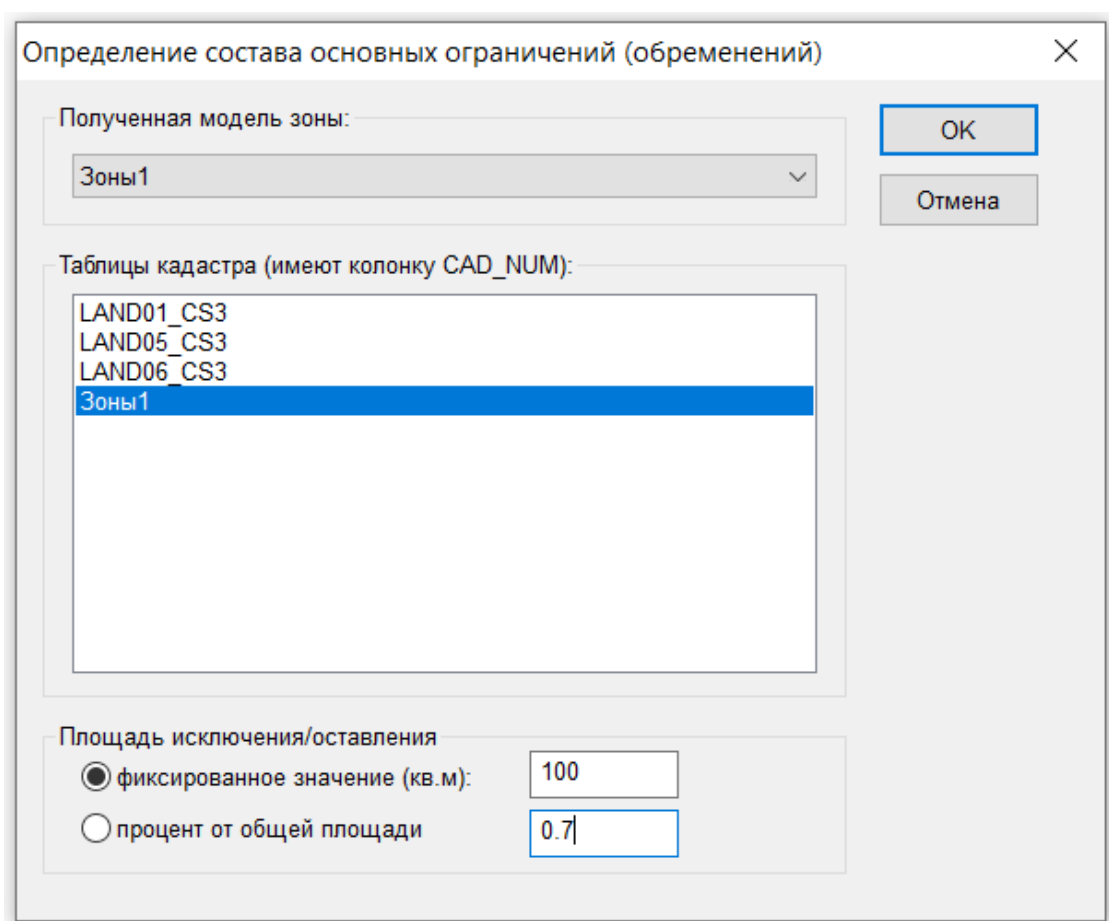 Определение состава основных ограничений (обременений)
Полученная модель зоны:
Зоны1
OK
Отмена
Таблицы кадастра (имеют колонку CAD_NUM):
LAND01_CS3
LAND05_CS3
LAND06_CS3
Зоны1
Площадь исключения/оставления
фиксированное значение (кв.м):
100
процент от общей площади
0.7